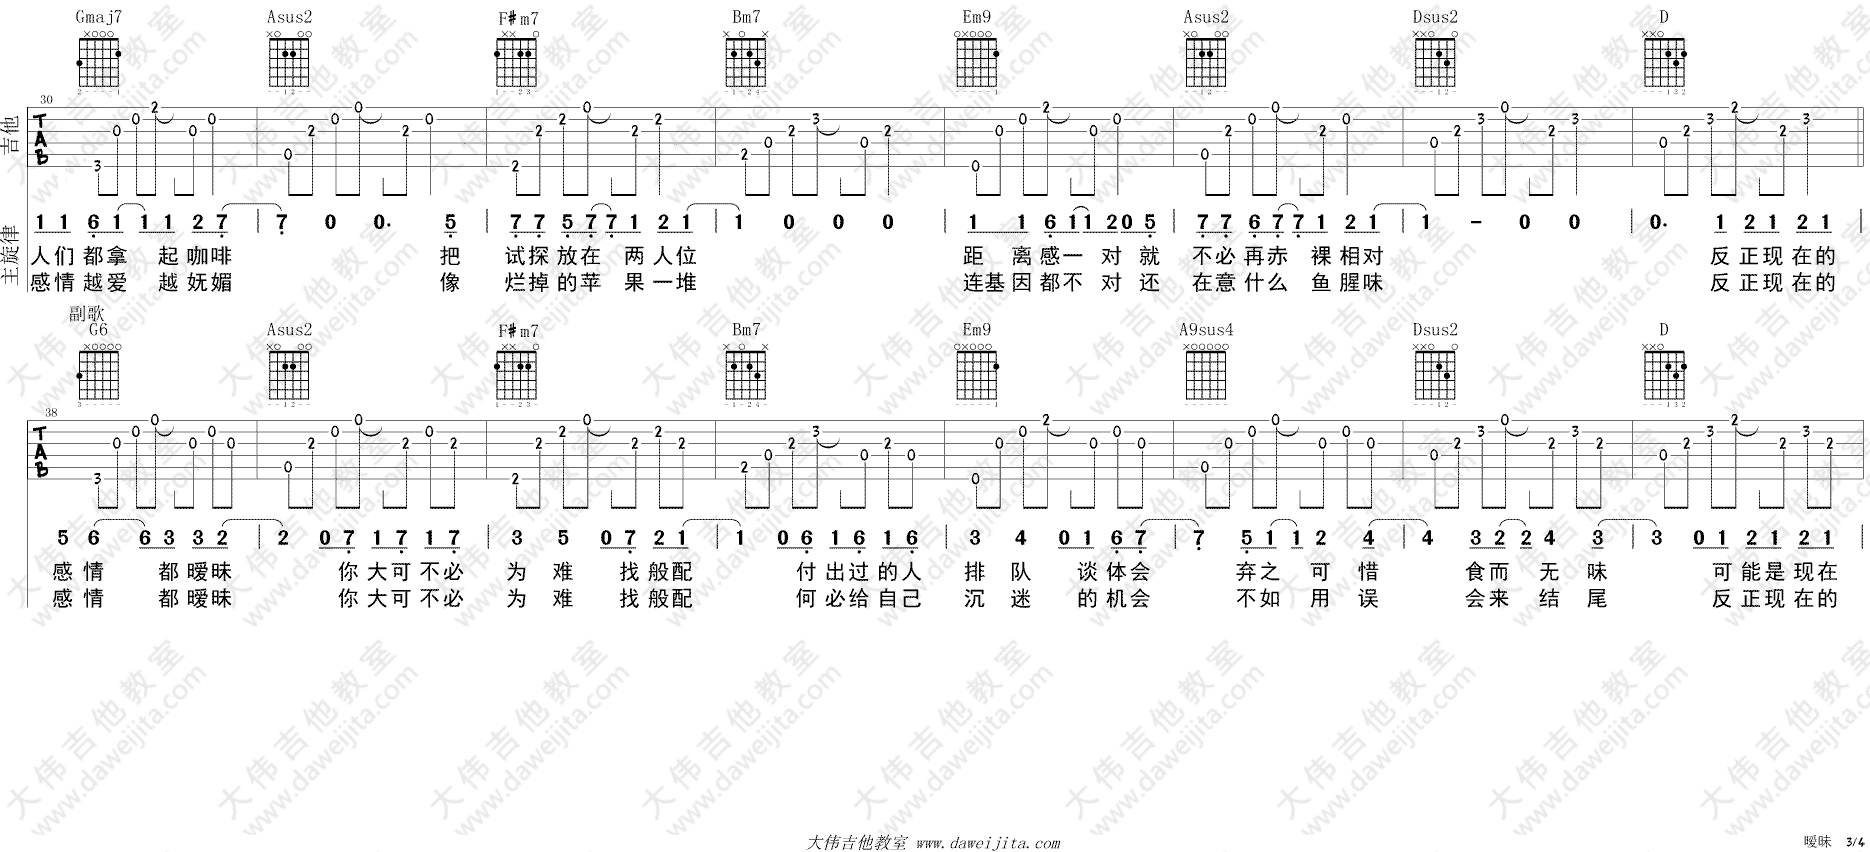 Gmaj7 Asus2 F#m7 Bm7 Em9 Asus2 Dsus2 D
30
吉他
TAB
主旋律
1 1 6 1 1 1 2 7 | 7 0 0. 5 | 7 7 5 7 7 1 2 1 | 1 0 0 0 | 1 1 6 1 1 2 0 5 | 7 7 6 7 7 1 2 1 | 1 - 0 0 | 0. 1 2 1 2 1
人们都拿 起咖啡 把 试探放在 两人位 距 离感一 对就 不必再赤 裸相对 反正现在的
感情越爱 越妩媚 像 烂掉的苹 果一堆 连基因都不 对还 在意什么 鱼腥味 反正现在的
副歌
G6 Asus2 F#m7 Bm7 Em9 A9sus4 Dsus2 D
38
TAB
5 6 6 3 3 2 | 2 0 7 1 7 1 7 | 3 5 0 7 2 1 | 1 0 6 1 6 1 6 | 3 4 0 1 6 7 | 7 5 1 1 2 4 | 4 3 2 2 4 3 | 3 0 1 2 1 2 1
感情 都暧昧 你大可不必 为难 找般配 付出过的人 排队 谈体会 弃之可惜 食而无味 可能是现在
感情 都暧昧 你大可不必 为难 找般配 何必给自己 沉迷 的机会 不如用误 会来结尾 反正现在的
大伟吉他教室 www.daweijita.com
暧昧 3/4